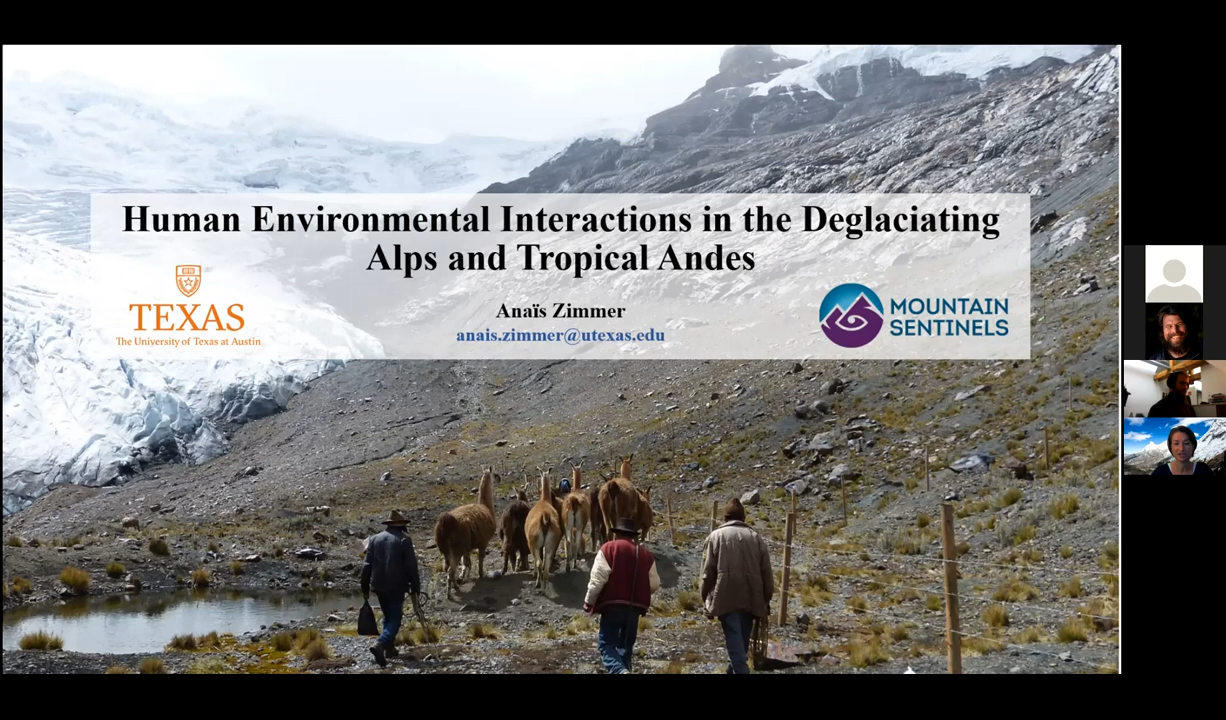 Human Environmental Interactions in the Deglaciating
Alps and Tropical Andes
TEXAS
The University of Texas at Austin
Anaïs Zimmer
anais.zimmer@utexas.edu
MOUNTAIN
SENTINELS